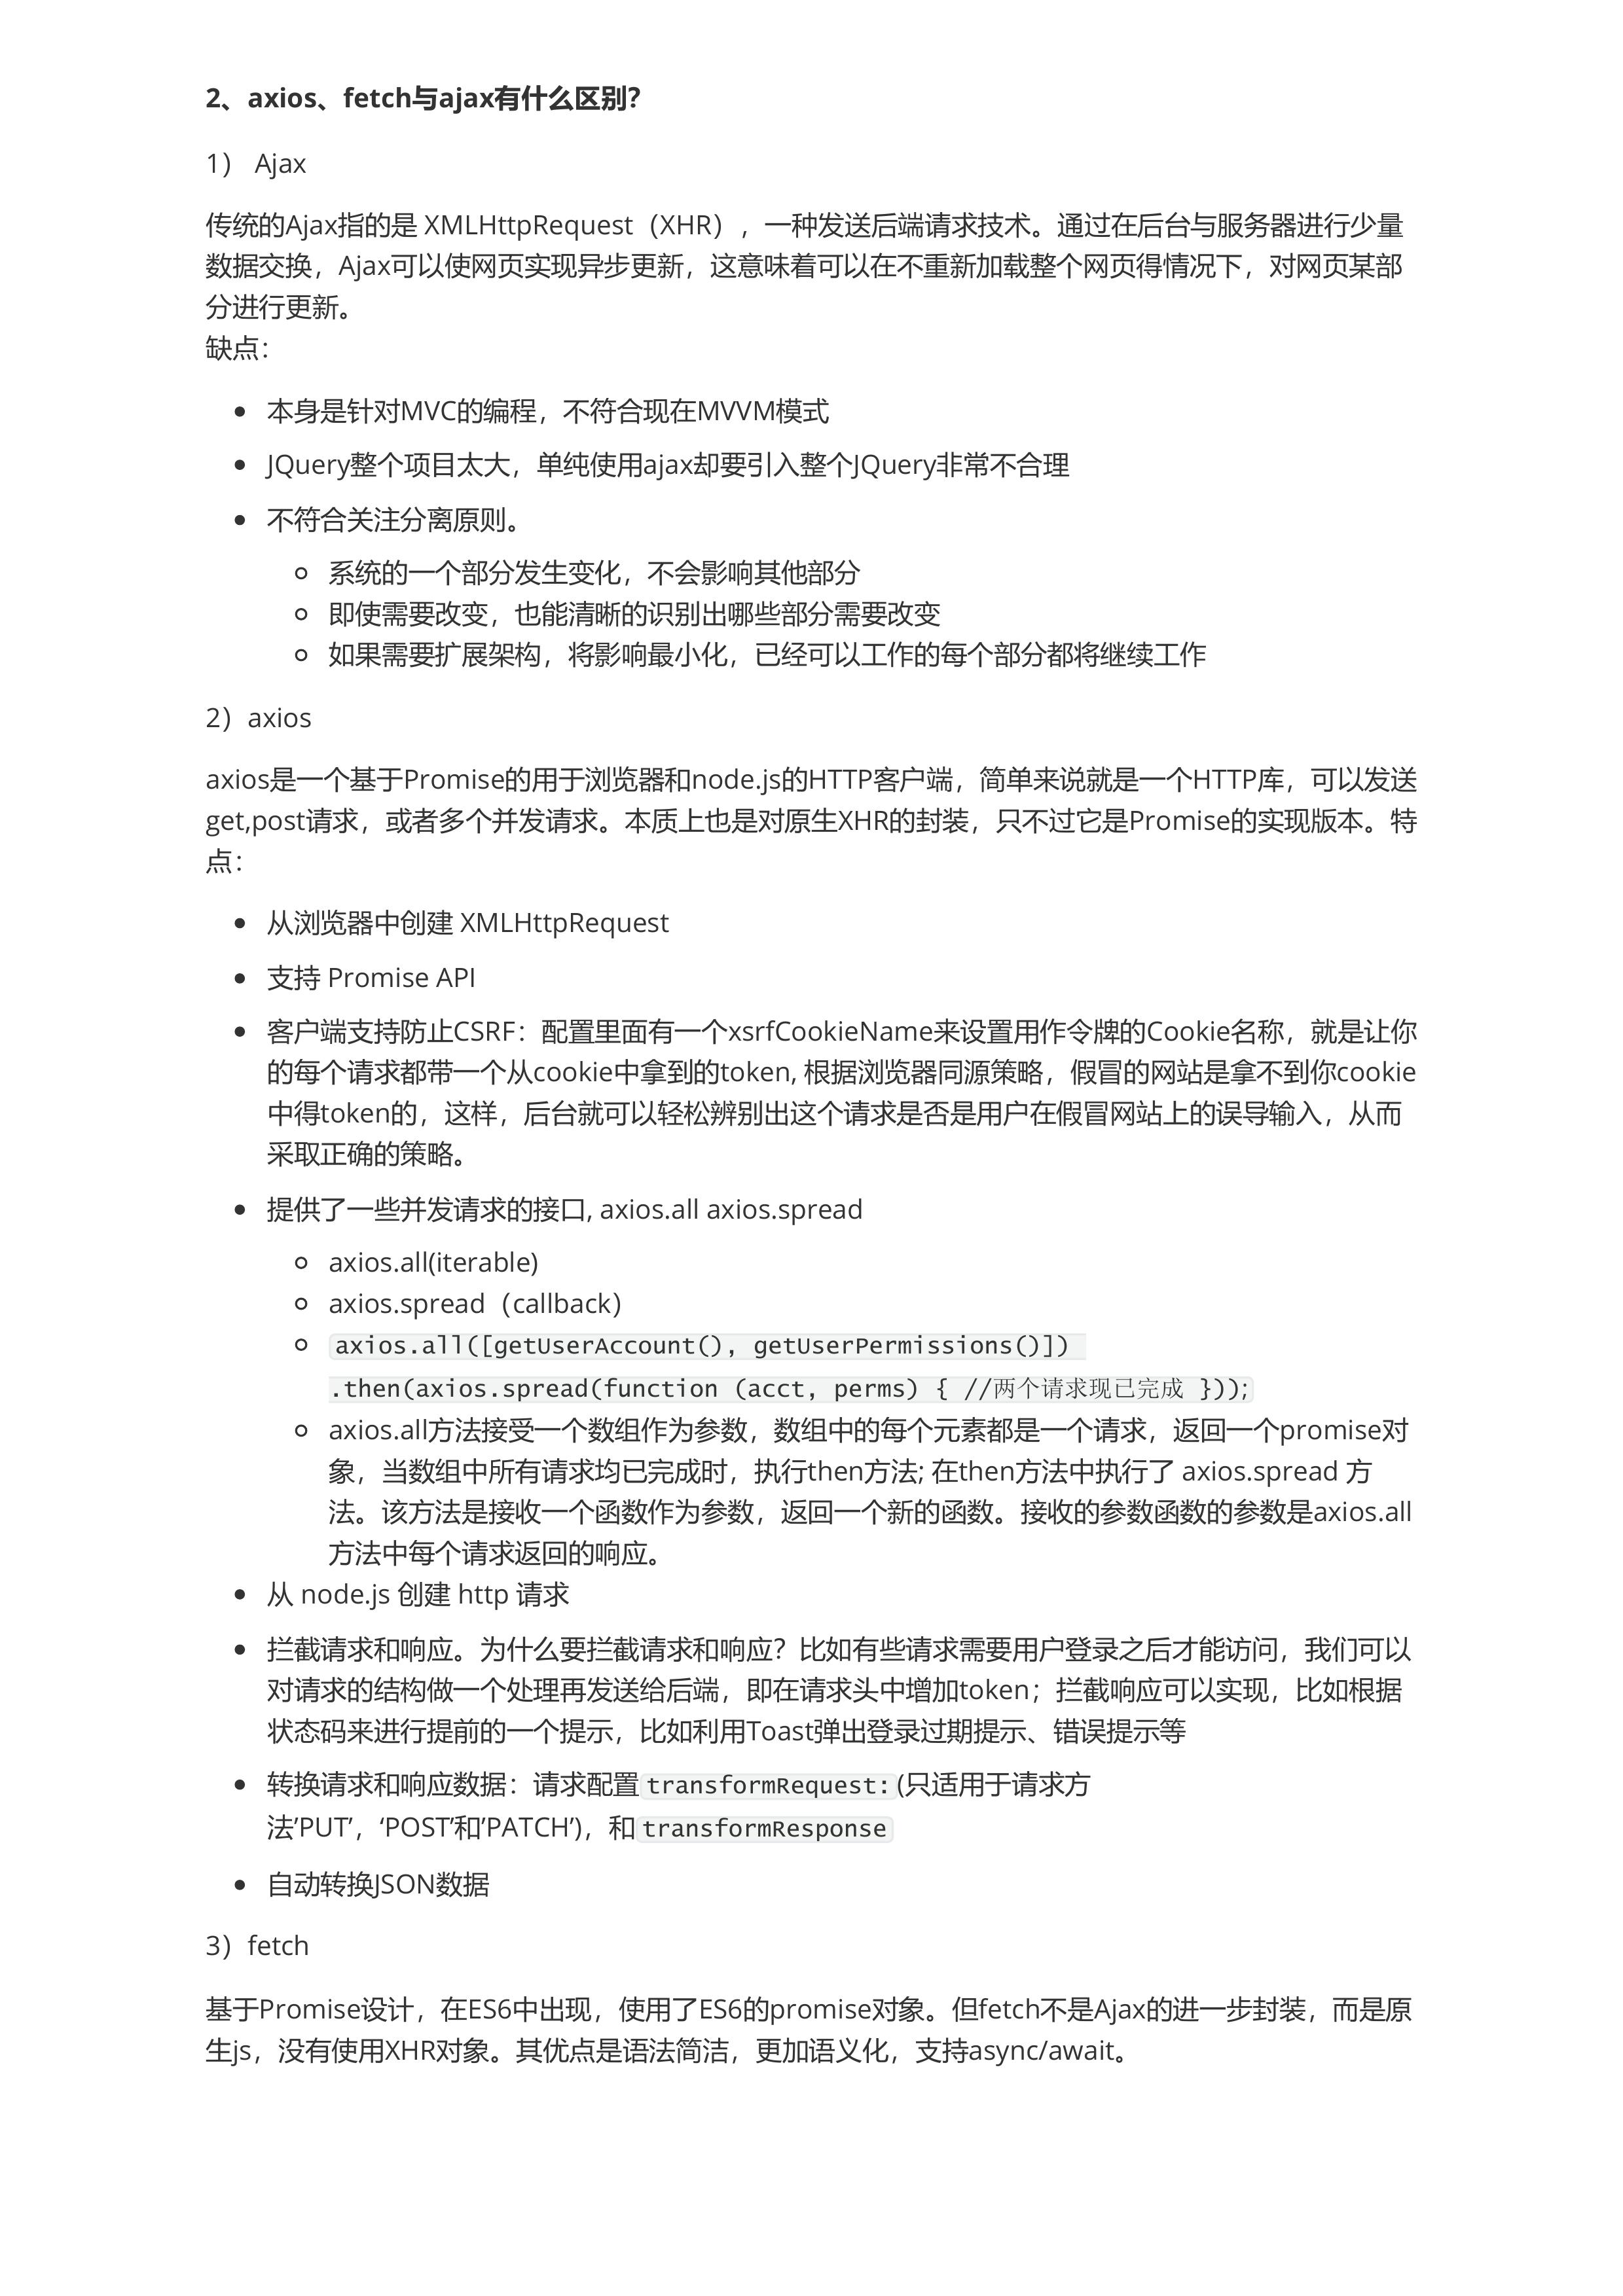 2、axios、fetch与ajax有什么区别？
1） Ajax
传统的Ajax指的是 XMLHttpRequest（XHR），一种发送后端请求技术。通过在后台与服务器进行少量
数据交换，Ajax可以使网页实现异步更新，这意味着可以在不重新加载整个网页得情况下，对网页某部
分进行更新。
缺点：
本身是针对MVC的编程，不符合现在MVVM模式
JQuery整个项目太大，单纯使用ajax却要引入整个JQuery非常不合理
不符合关注分离原则。
系统的一个部分发生变化，不会影响其他部分
即使需要改变，也能清晰的识别出哪些部分需要改变
如果需要扩展架构，将影响最小化，已经可以工作的每个部分都将继续工作
2）axios
axios是一个基于Promise的用于浏览器和node.js的HTTP客户端，简单来说就是一个HTTP库，可以发送
get,post请求，或者多个并发请求。本质上也是对原生XHR的封装，只不过它是Promise的实现版本。特
点：
从浏览器中创建 XMLHttpRequest
支持 Promise API
客户端支持防止CSRF：配置里面有一个xsrfCookieName来设置用作令牌的Cookie名称，就是让你
的每个请求都带一个从cookie中拿到的token, 根据浏览器同源策略，假冒的网站是拿不到你cookie
中得token的，这样，后台就可以轻松辨别出这个请求是否是用户在假冒网站上的误导输入，从而
采取正确的策略。
提供了一些并发请求的接口, axios.all axios.spread
axios.all(iterable)
axios.spread（callback）
axios.all([getUserAccount(), getUserPermissions()])
.then(axios.spread(function (acct, perms) { //两个请求现已完成 }));
axios.all方法接受一个数组作为参数，数组中的每个元素都是一个请求，返回一个promise对
象，当数组中所有请求均已完成时，执行then方法; 在then方法中执行了 axios.spread 方
法。该方法是接收一个函数作为参数，返回一个新的函数。接收的参数函数的参数是axios.all
方法中每个请求返回的响应。
从 node.js 创建 http 请求
拦截请求和响应。为什么要拦截请求和响应？比如有些请求需要用户登录之后才能访问，我们可以
对请求的结构做一个处理再发送给后端，即在请求头中增加token；拦截响应可以实现，比如根据
状态码来进行提前的一个提示，比如利用Toast弹出登录过期提示、错误提示等
转换请求和响应数据：请求配置transformRequest:(只适用于请求方
法’PUT’，‘POST’和’PATCH’)，和transformResponse
自动转换JSON数据
3）fetch
基于Promise设计，在ES6中出现，使用了ES6的promise对象。但fetch不是Ajax的进一步封装，而是原
生js，没有使用XHR对象。其优点是语法简洁，更加语义化，支持async/await。